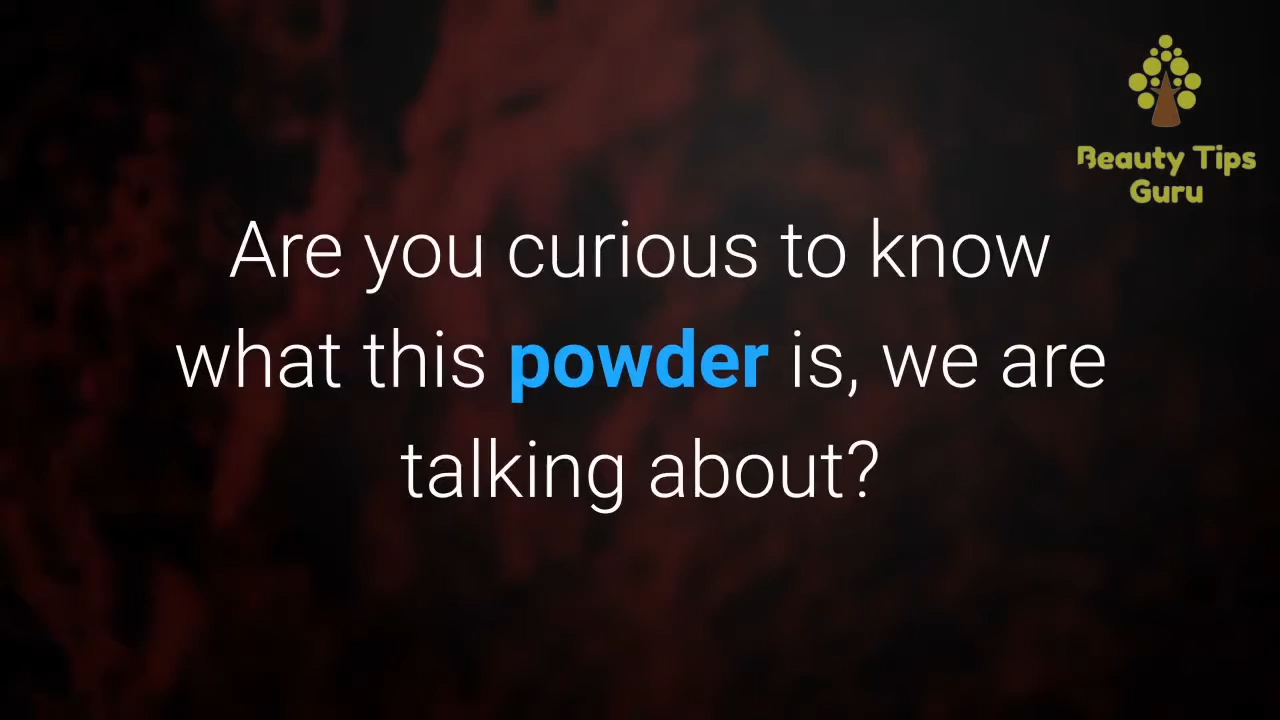 Beauty Tips
Guru
Are you curious to know
what this powder is, we are
talking about?